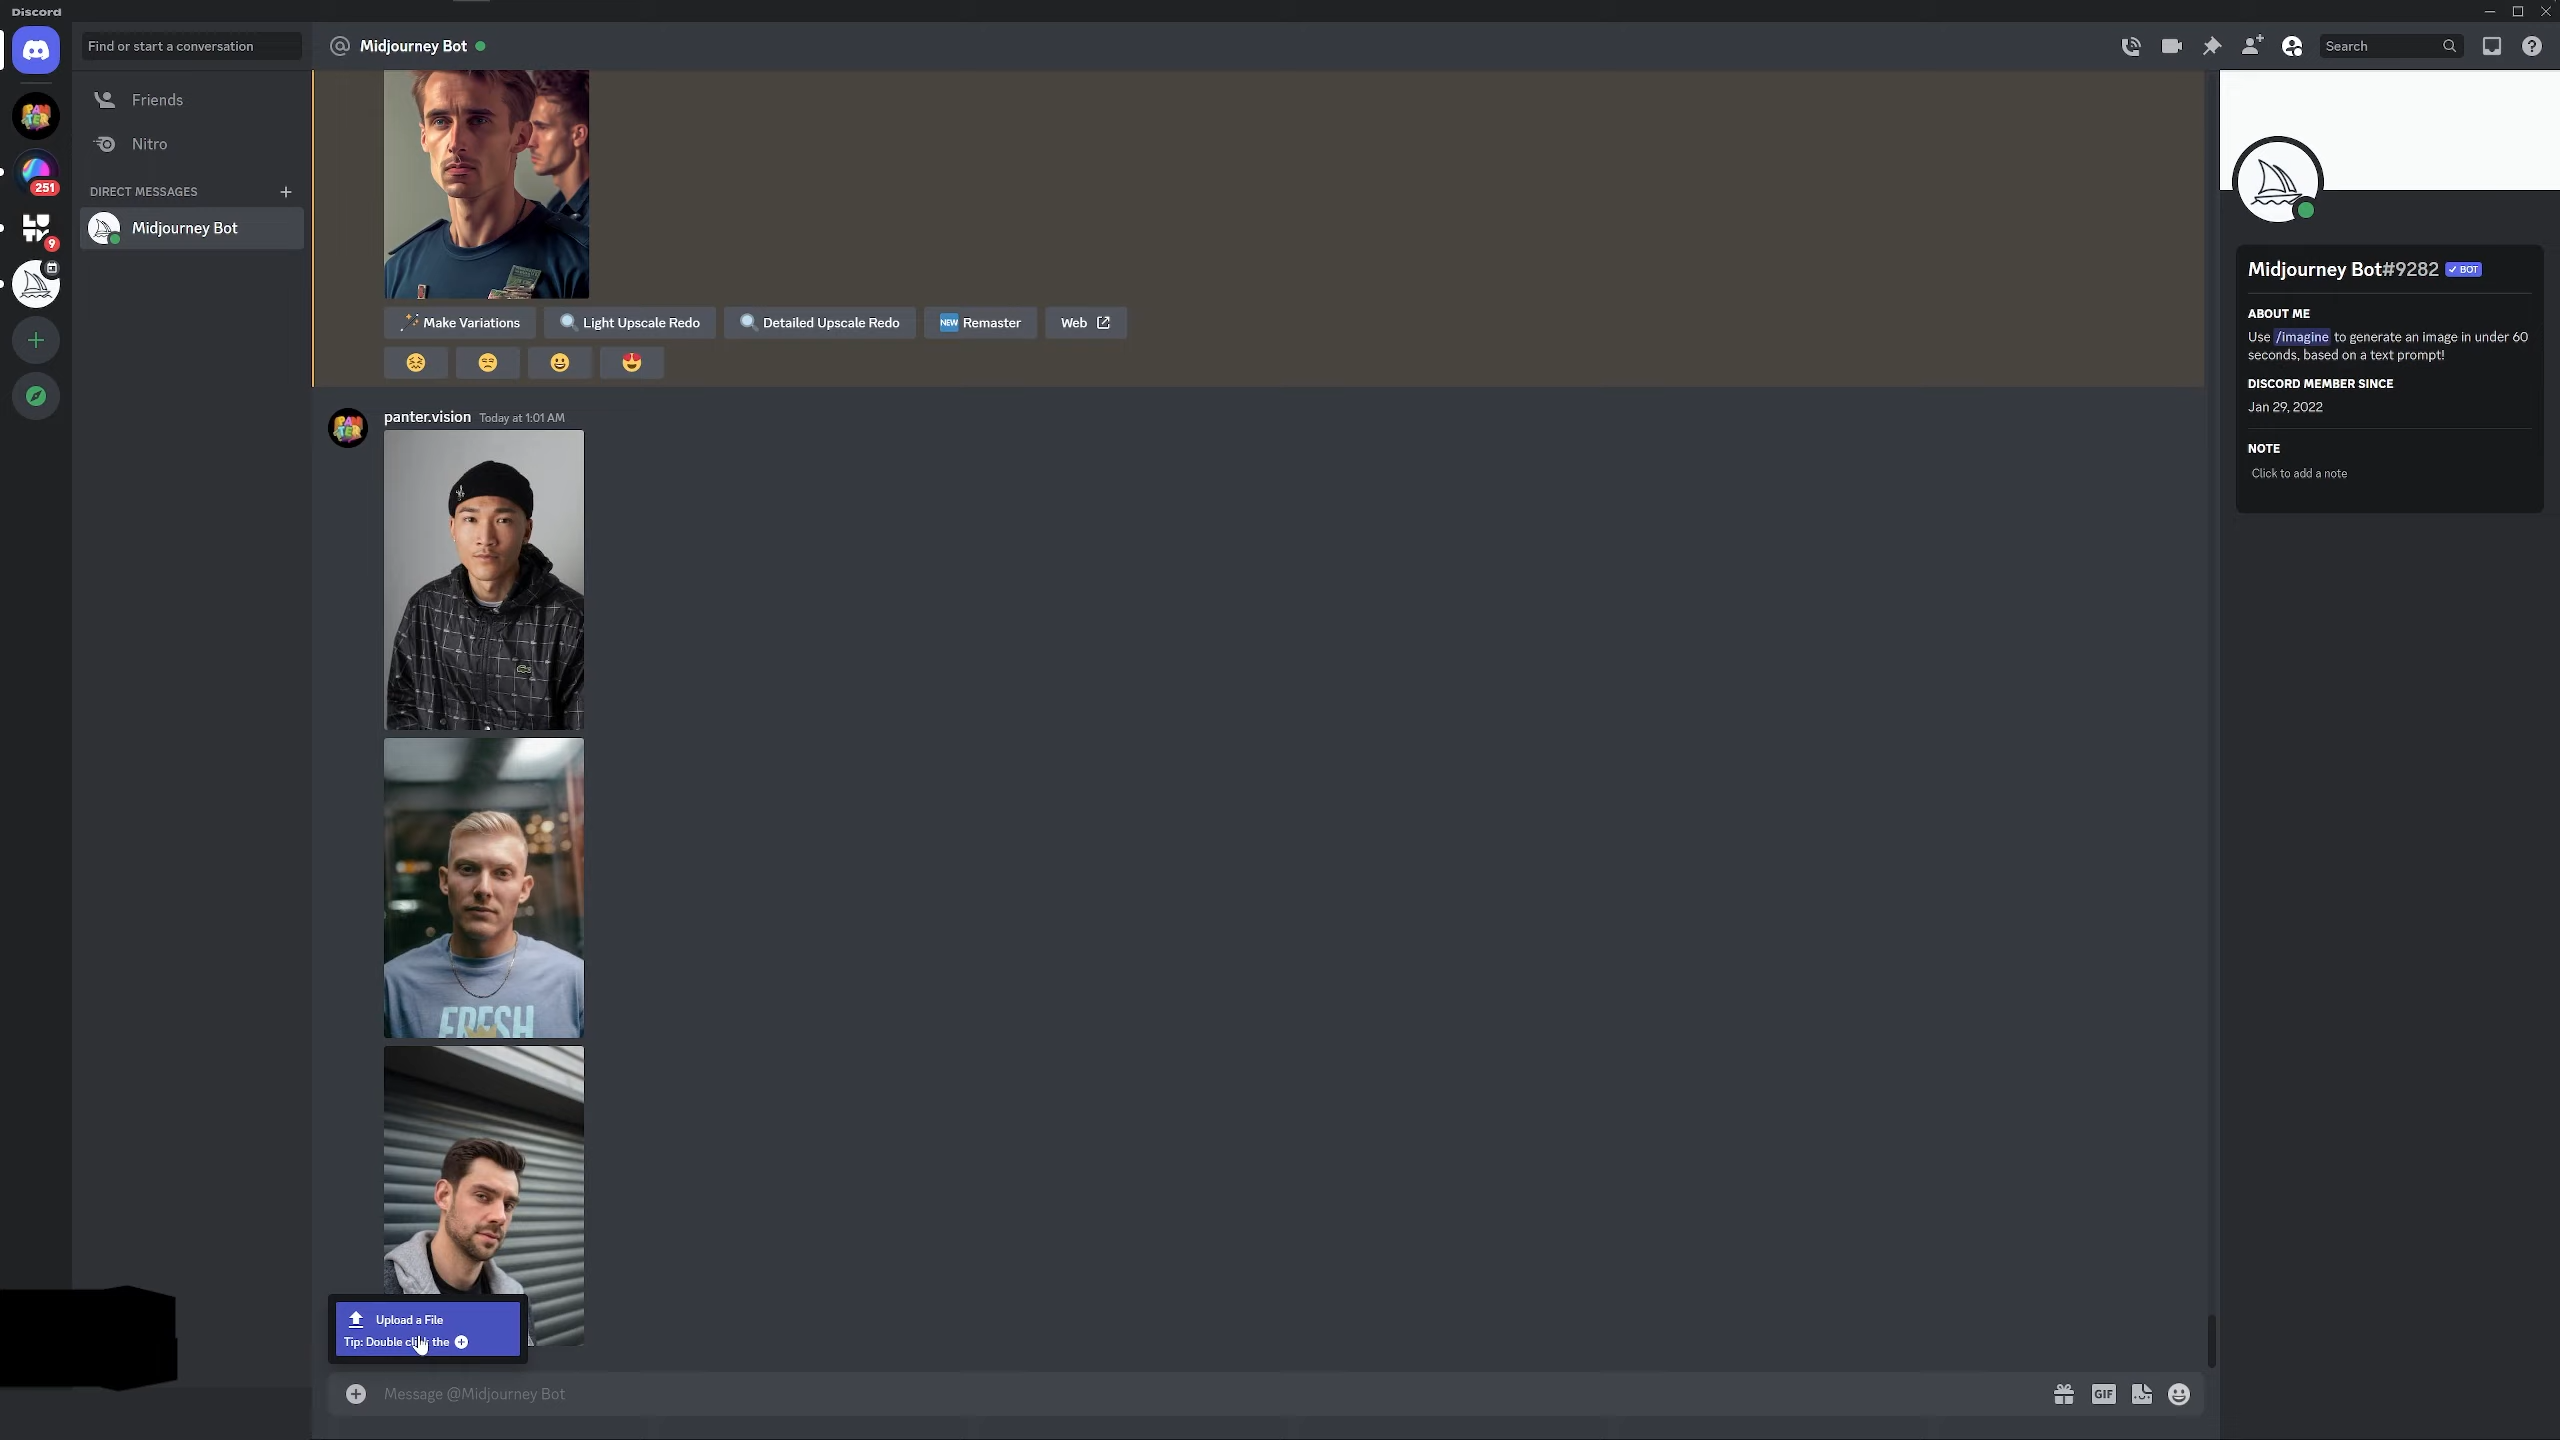 Discord
Find or start a conversation
Midjourney Bot
Search
Friends
251
Nitro
DIRECT MESSAGES
9
Midjourney Bot
Make Variations
Light Upscale Redo
Detailed Upscale Redo
NEW Remaster
Web
panter.vision Today at 1:01 AM
FRESH
Upload a File
Tip: Double click the
Message @Midjourney Bot
GIF
Midjourney Bot#9282 BOT
ABOUT ME
Use /imagine to generate an image in under 60
seconds, based on a text prompt!
DISCORD MEMBER SINCE
Jan 29, 2022
NOTE
Click to add a note